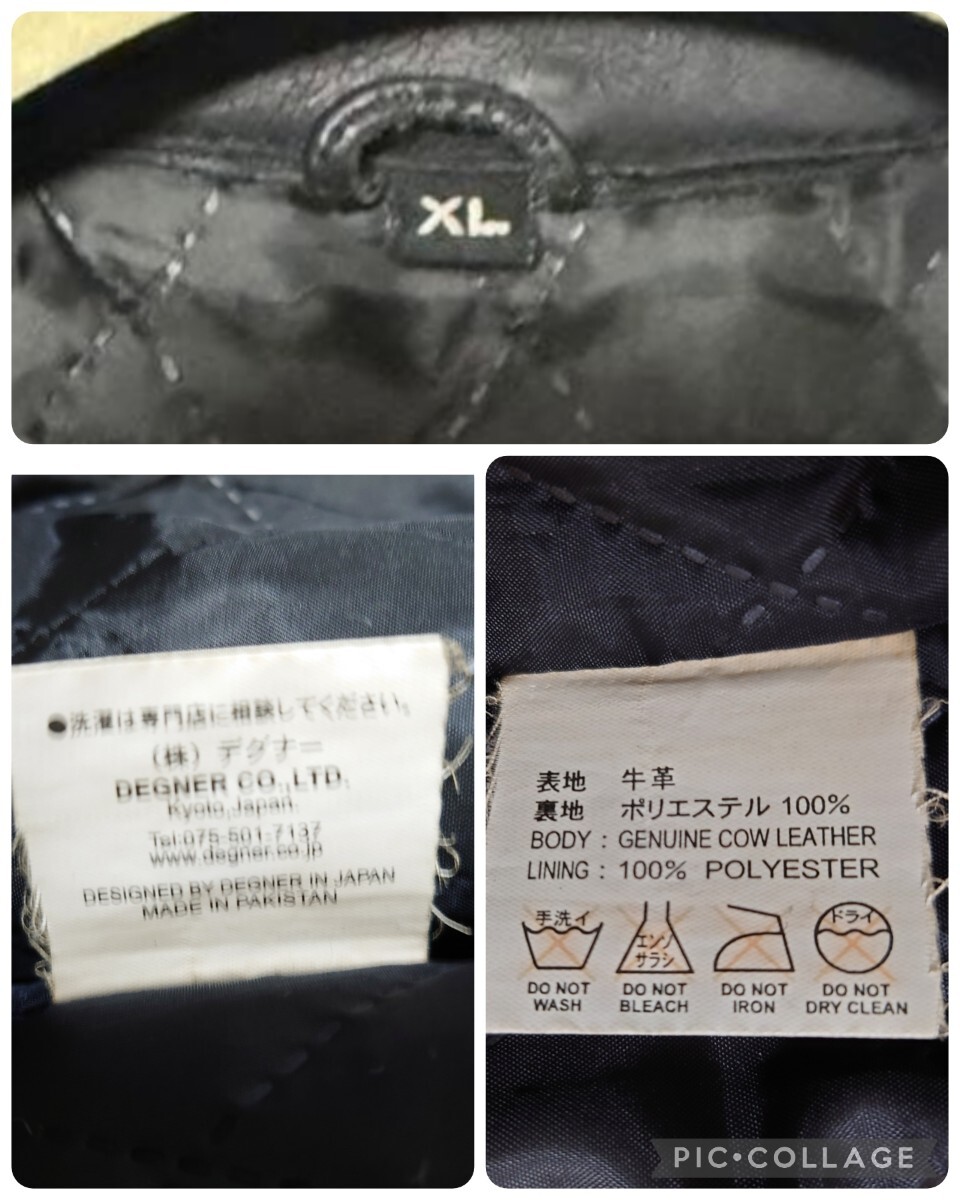 XL
●洗濯は専門店に相談してください。
(株) デグナー
DEGNER CO.,LTD.
Kyoto,Japan.
Tel:075-501-7137
www.degner.co.jp
DESIGNED BY DEGNER IN JAPAN
MADE IN PAKISTAN
表地 牛革
裏地 ポリエステル 100%
BODY : GENUINE COW LEATHER
LINING : 100% POLYESTER
手洗イ
エンソ
サラシ
ドライ
DO NOT WASH
DO NOT BLEACH
DO NOT IRON
DO NOT DRY CLEAN
PIC•COLLAGE